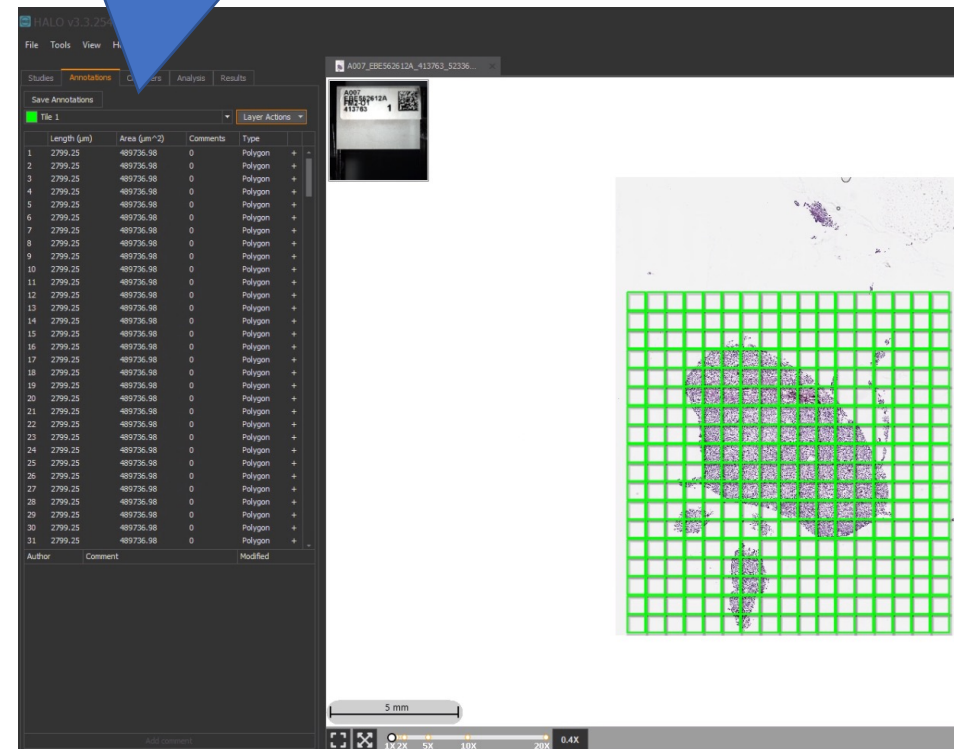 HALO v3.3.254
File Tools View
Studies Annotations Analysis Results
A007_EBE562612A_413763_52336...
Save Annotations
Tile 1 Layer Actions
A007
EBE562612A
FM2-O1
413763 1
Length (µm) Area (µm^2) Comments Type
1 2799.25 489736.98 0 Polygon +
2 2799.25 489736.98 0 Polygon +
3 2799.25 489736.98 0 Polygon +
4 2799.25 489736.98 0 Polygon +
5 2799.25 489736.98 0 Polygon +
6 2799.25 489736.98 0 Polygon +
7 2799.25 489736.98 0 Polygon +
8 2799.25 489736.98 0 Polygon +
9 2799.25 489736.98 0 Polygon +
10 2799.25 489736.98 0 Polygon +
11 2799.25 489736.98 0 Polygon +
12 2799.25 489736.98 0 Polygon +
13 2799.25 489736.98 0 Polygon +
14 2799.25 489736.98 0 Polygon +
15 2799.25 489736.98 0 Polygon +
16 2799.25 489736.98 0 Polygon +
17 2799.25 489736.98 0 Polygon +
18 2799.25 489736.98 0 Polygon +
19 2799.25 489736.98 0 Polygon +
20 2799.25 489736.98 0 Polygon +
21 2799.25 489736.98 0 Polygon +
22 2799.25 489736.98 0 Polygon +
23 2799.25 489736.98 0 Polygon +
24 2799.25 489736.98 0 Polygon +
25 2799.25 489736.98 0 Polygon +
26 2799.25 489736.98 0 Polygon +
27 2799.25 489736.98 0 Polygon +
28 2799.25 489736.98 0 Polygon +
29 2799.25 489736.98 0 Polygon +
30 2799.25 489736.98 0 Polygon +
31 2799.25 489736.98 0 Polygon +
Author Comment Modified
Add comment
5 mm
1X 2X 5X 10X 20X 0.4X